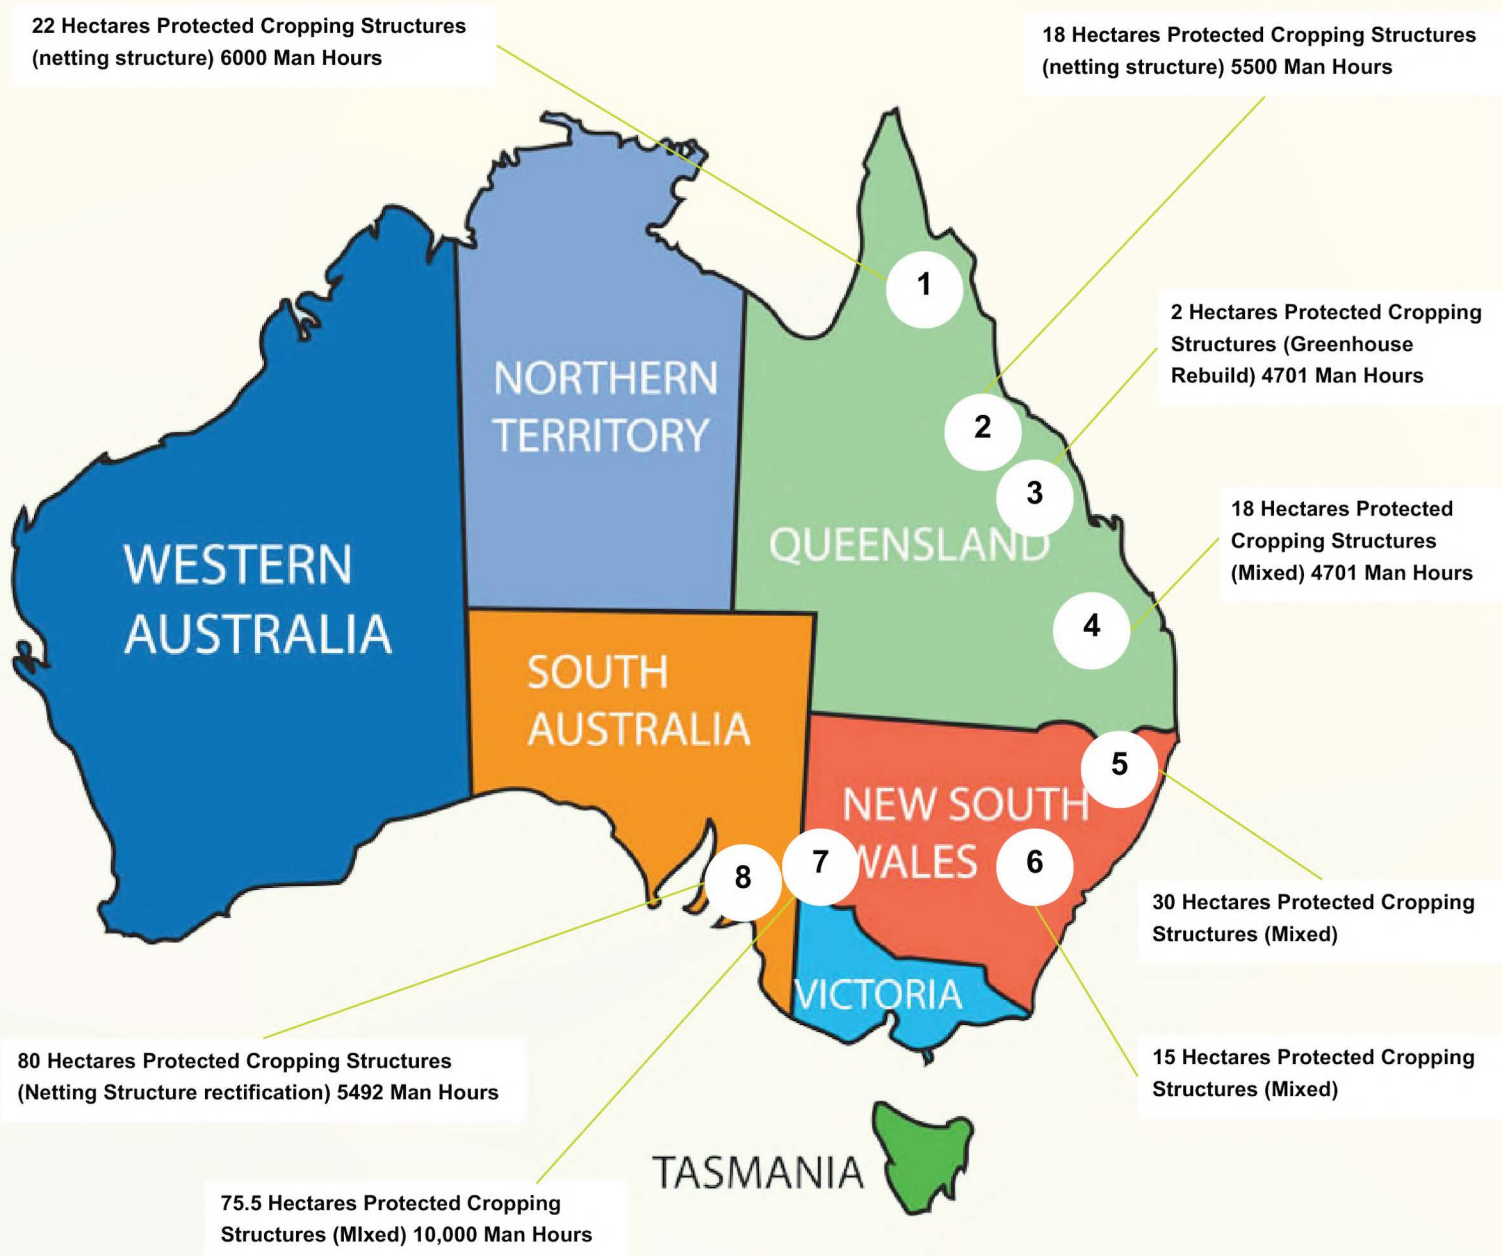 22 Hectares Protected Cropping Structures
(netting structure) 6000 Man Hours
18 Hectares Protected Cropping Structures
(netting structure) 5500 Man Hours
1
2 Hectares Protected Cropping
Structures (Greenhouse
Rebuild) 4701 Man Hours
NORTHERN
TERRITORY
2
3
QUEENSLAND
18 Hectares Protected
Cropping Structures
(Mixed) 4701 Man Hours
WESTERN
AUSTRALIA
4
SOUTH
AUSTRALIA
5
NEW SOUTH
WALES
6
7
8
30 Hectares Protected Cropping
Structures (Mixed)
VICTORIA
80 Hectares Protected Cropping Structures
(Netting Structure rectification) 5492 Man Hours
15 Hectares Protected Cropping
Structures (Mixed)
TASMANIA
75.5 Hectares Protected Cropping
Structures (MIxed) 10,000 Man Hours